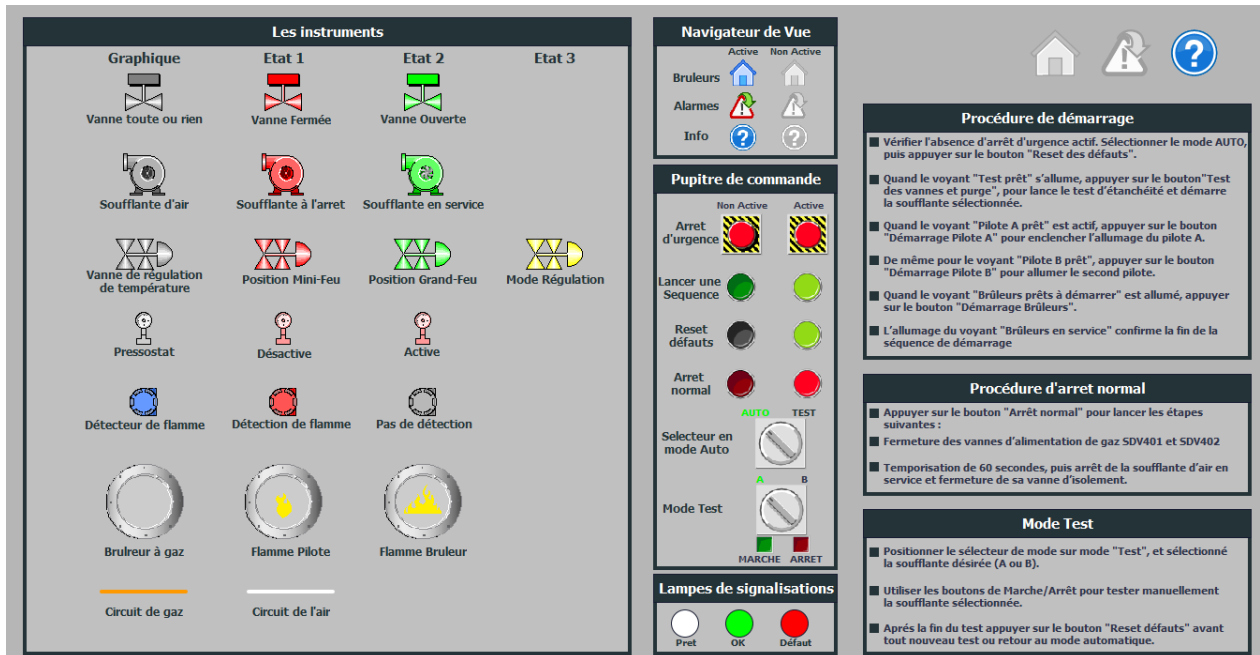 Les instruments
Graphique Etat 1 Etat 2 Etat 3
Vanne toute ou rien Vanne Fermée Vanne Ouverte
Soufflante d'air Soufflante à l'arret Soufflante en service
Vanne de régulation
de température
Position Mini-Feu Position Grand-Feu Mode Régulation
Pressostat Désactive Active
Détecteur de flamme Détection de flamme Pas de détection
Brulreur à gaz Flamme Pilote Flamme Bruleur
Circuit de gaz Circuit de l'air
Navigateur de Vue
Active Non Active
Bruleurs
Alarmes
Info
Pupitre de commande
Non Active Active
Arret
d'urgence
Lancer une
Sequence
Reset
défauts
Arret
normal
AUTO TEST
Selecteur en
mode Auto
A B
Mode Test
MARCHE ARRET
Lampes de signalisations
Pret OK Défaut
Procédure de démarrage
Vérifier l'absence d'arrêt d'urgence actif. Sélectionner le mode AUTO,
puis appuyer sur le bouton "Reset des défauts".
Quand le voyant "Test prêt" s'allume, appuyer sur le bouton"Test
des vannes et purge", pour lance le test d'étanchéité et démarre
la soufflante sélectionnée.
Quand le voyant "Pilote A prêt" est actif, appuyer sur le bouton
"Démarrage Pilote A" pour enclencher l'allumage du pilote A.
De même pour le voyant "Pilote B prêt", appuyer sur le bouton
"Démarrage Pilote B" pour allumer le second pilote.
Quand le voyant "Brûleurs prêts à démarrer" est allumé, appuyer
sur le bouton "Démarrage Brûleurs".
L'allumage du voyant "Brûleurs en service" confirme la fin de la
séquence de démarrage
Procédure d'arret normal
Appuyer sur le bouton "Arrêt normal" pour lancer les étapes
suivantes :
Fermeture des vannes d'alimentation de gaz SDV401 et SDV402
Temporisation de 60 secondes, puis arrêt de la soufflante d'air en
service et fermeture de sa vanne d'isolement.
Mode Test
Positionner le sélecteur de mode sur mode "Test", et sélectionné
la soufflante désirée (A ou B).
Utiliser les boutons de Marche/Arrêt pour tester manuellement
la soufflante sélectionnée.
Aprés la fin du test appuyer sur le bouton "Reset défauts" avant
tout nouveau test ou retour au mode automatique.